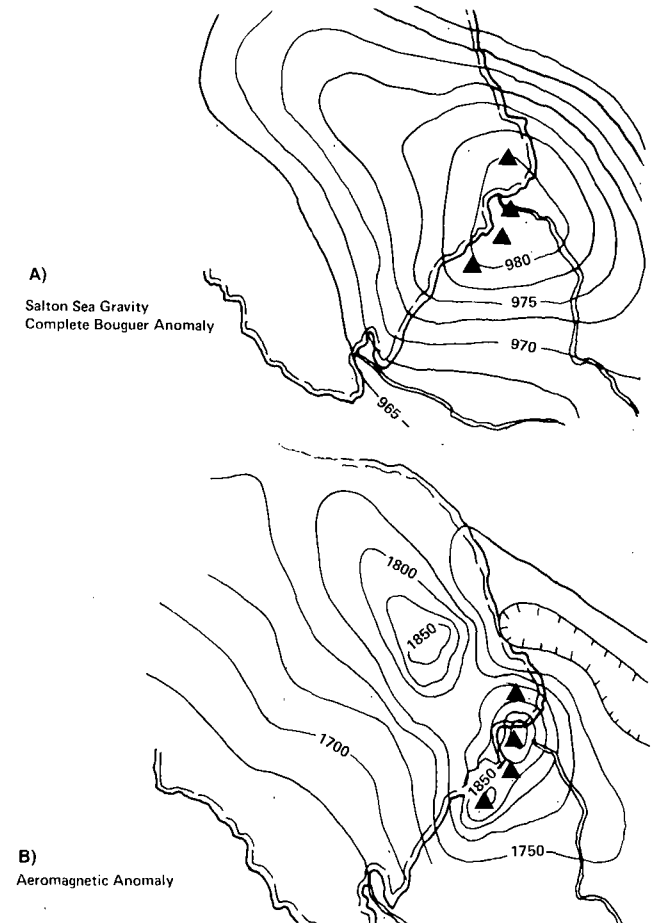 A)
Salton Sea Gravity
Complete Bouguer Anomaly
980
975
970
965
B)
Aeromagnetic Anomaly
1800
1850
1700
1850
1750